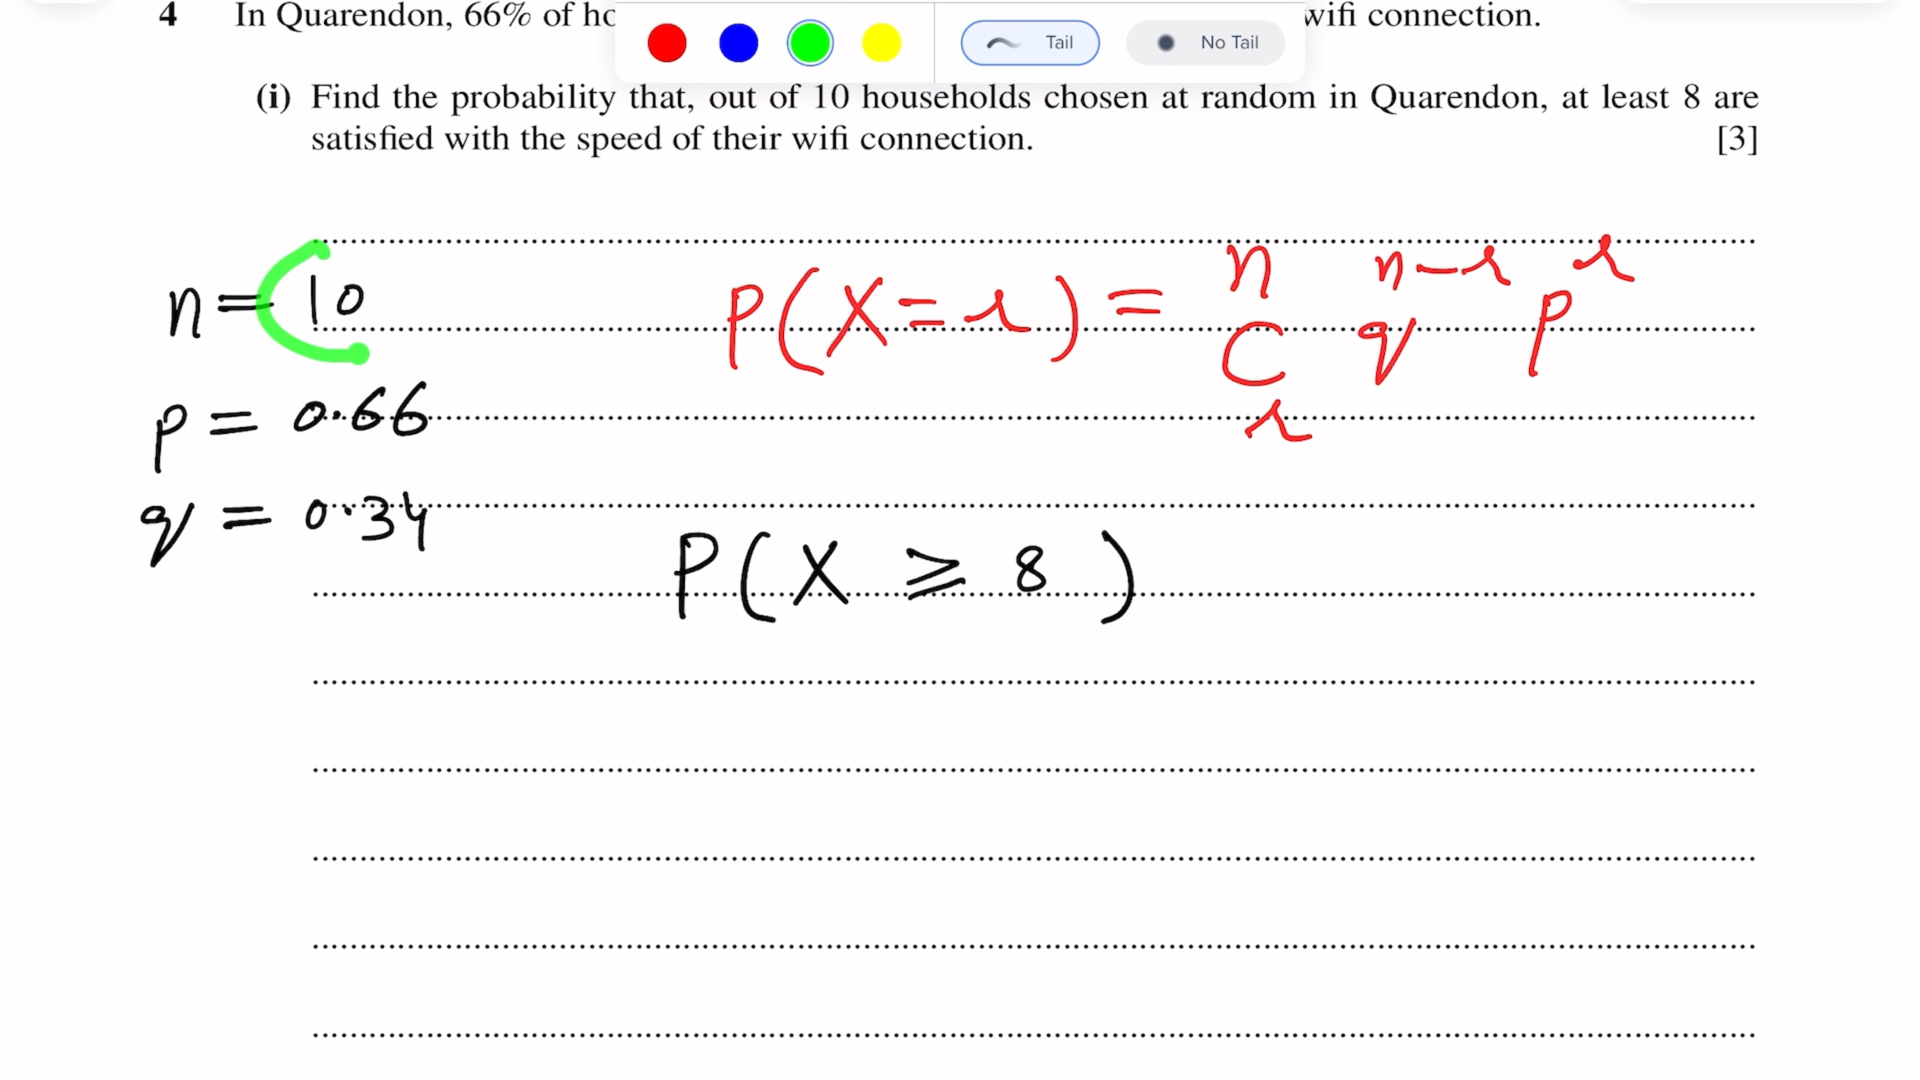 4 In Quarendon, 66% of ho wifi connection.
Tail
No Tail
(i) Find the probability that, out of 10 households chosen at random in Quarendon, at least 8 are
satisfied with the speed of their wifi connection. [3]
n = 10
P(X = r) = nCr q^n-r p^r
p = 0.66
q = 0.34
P(X ≥ 8)